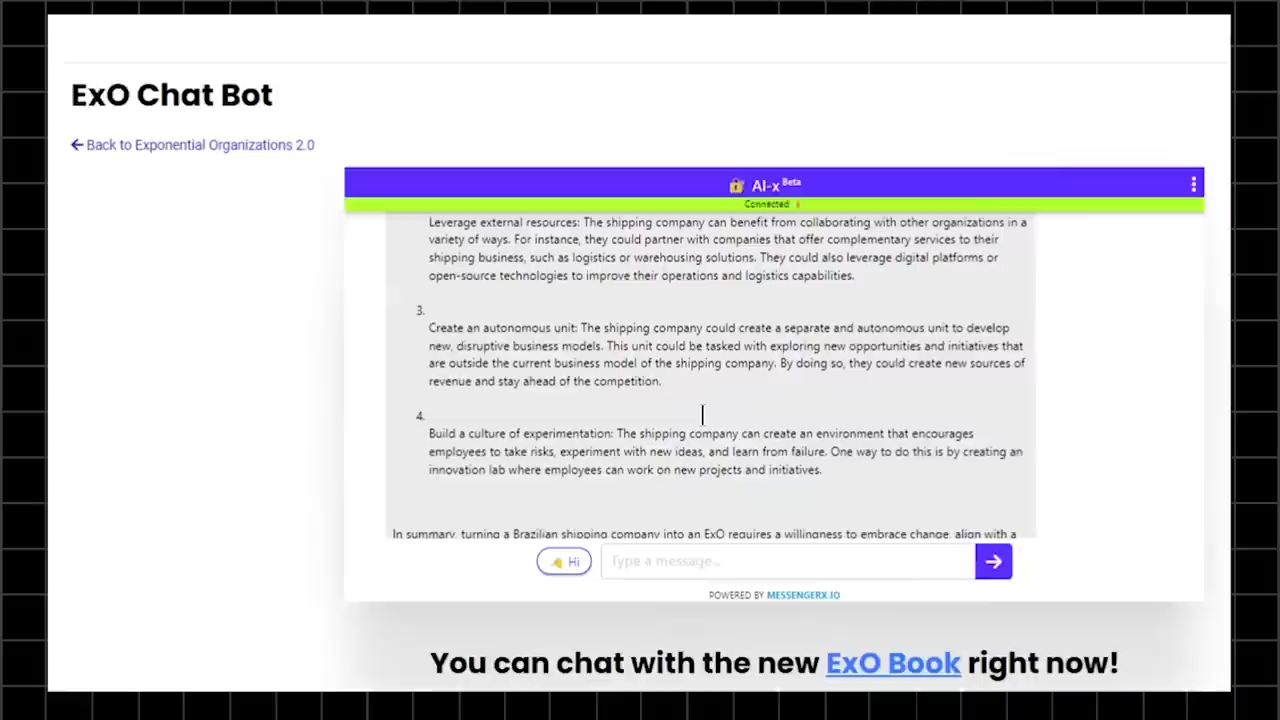 ExO Chat Bot
Back to Exponential Organizations 2.0
AI-x Beta
Connected
Leverage external resources: The shipping company can benefit from collaborating with other organizations in a
variety of ways. For instance, they could partner with companies that offer complementary services to their
shipping business, such as logistics or warehousing solutions. They could also leverage digital platforms or
open-source technologies to improve their operations and logistics capabilities.
3.
Create an autonomous unit: The shipping company could create a separate and autonomous unit to develop
new, disruptive business models. This unit could be tasked with exploring new opportunities and initiatives that
are outside the current business model of the shipping company. By doing so, they could create new sources of
revenue and stay ahead of the competition.
4.
Build a culture of experimentation: The shipping company can create an environment that encourages
employees to take risks, experiment with new ideas, and learn from failure. One way to do this is by creating an
innovation lab where employees can work on new projects and initiatives.
In summary, turning a Brazilian shipping company into an ExO requires a willingness to embrace change, align with a
Hi
Type a message...
POWERED BY MESSENGERX.IO
You can chat with the new ExO Book right now!